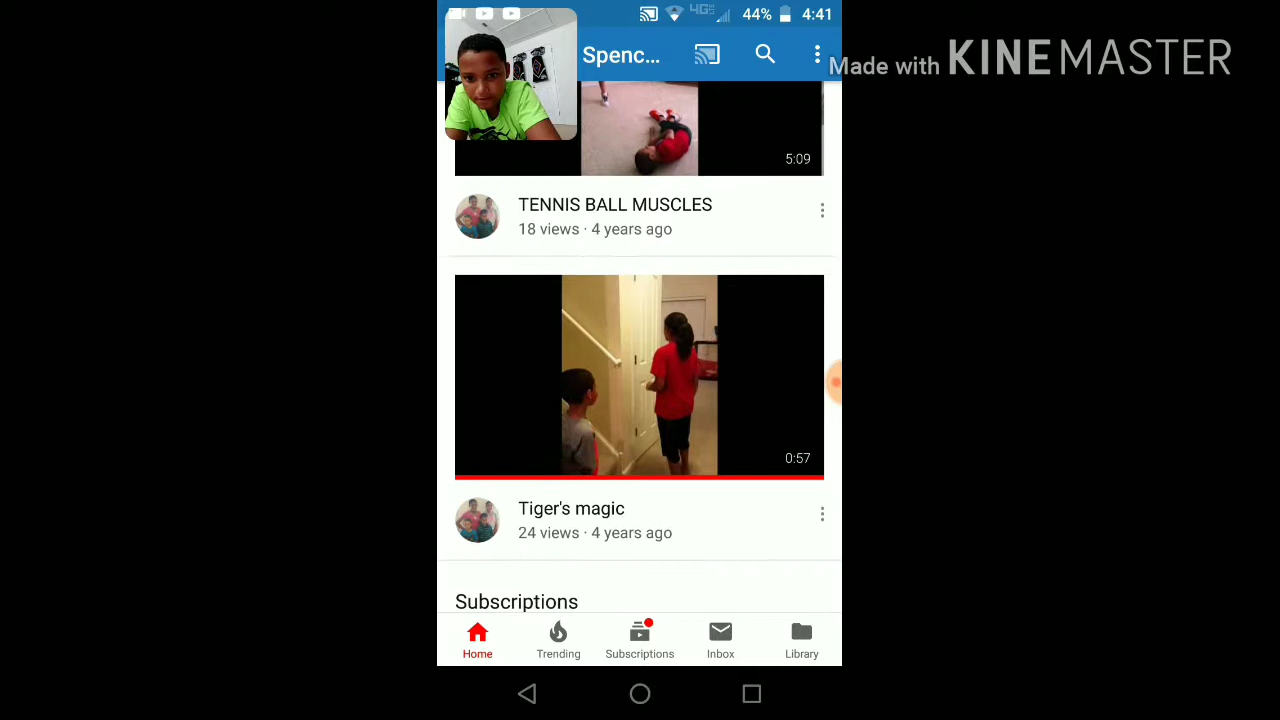 4G 44% 4:41
Spenc...
Made with KINEMASTER
5:09
TENNIS BALL MUSCLES
18 views · 4 years ago
0:57
Tiger's magic
24 views · 4 years ago
Subscriptions
Home Trending Subscriptions Inbox Library